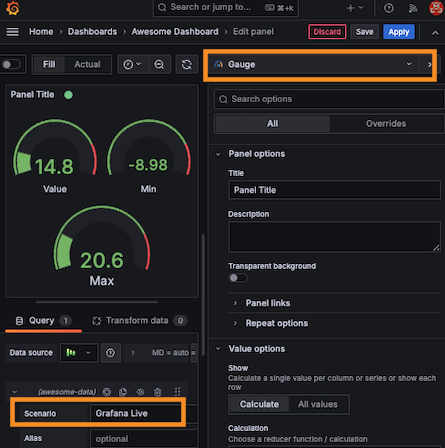 Search or jump to... ⌘+k
Home › Dashboards › Awesome Dashboard › Edit panel
Discard Save Apply
Fill Actual
Gauge
Search options
All Overrides
Panel Title
14.8
Value
-8.98
Min
20.6
Max
Panel options
Title
Panel Title
Description
Transparent background
Panel links
Repeat options
Value options
Show
Calculate a single value per column or series or show each
row
Calculate All values
Calculation
Choose a reducer function / calculation
Query 1 Transform data 0
Data source MD = auto =
(awesome-data)
Scenario Grafana Live
Alias optional